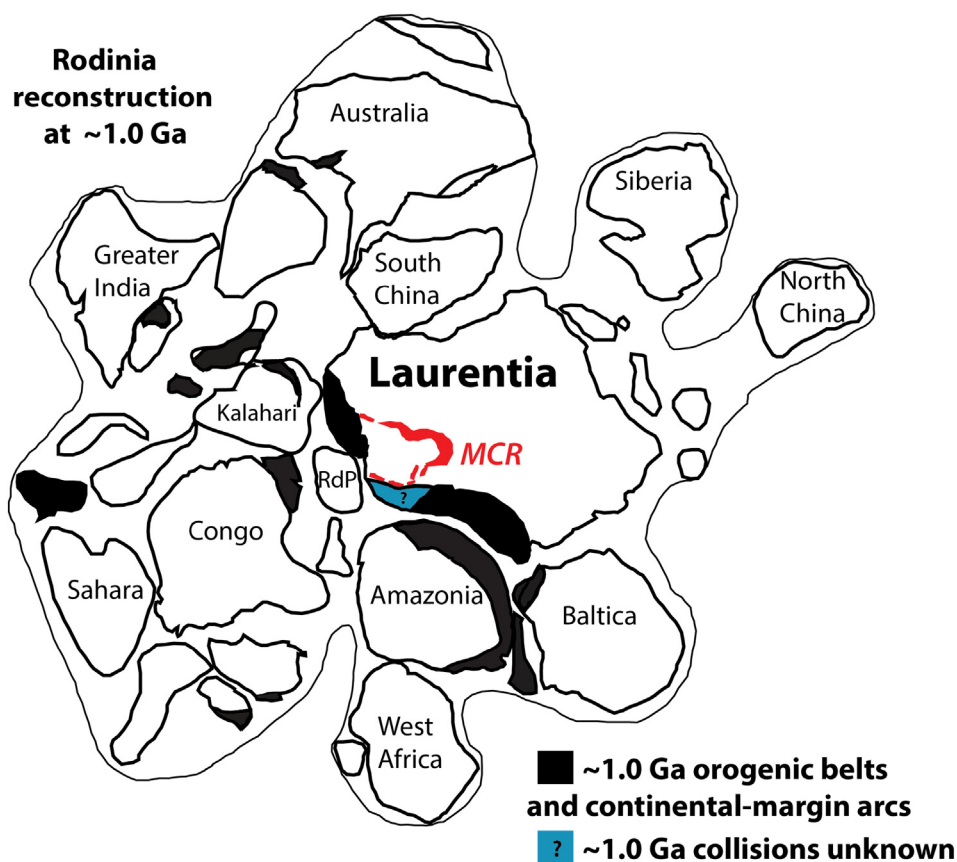 Rodinia
reconstruction
at ~1.0 Ga
Australia
Siberia
Greater
India
South
China
North
China
Laurentia
Kalahari
MCR
RdP
?
Congo
Sahara
Amazonia
Baltica
West
Africa
~1.0 Ga orogenic belts
and continental-margin arcs
? ~1.0 Ga collisions unknown